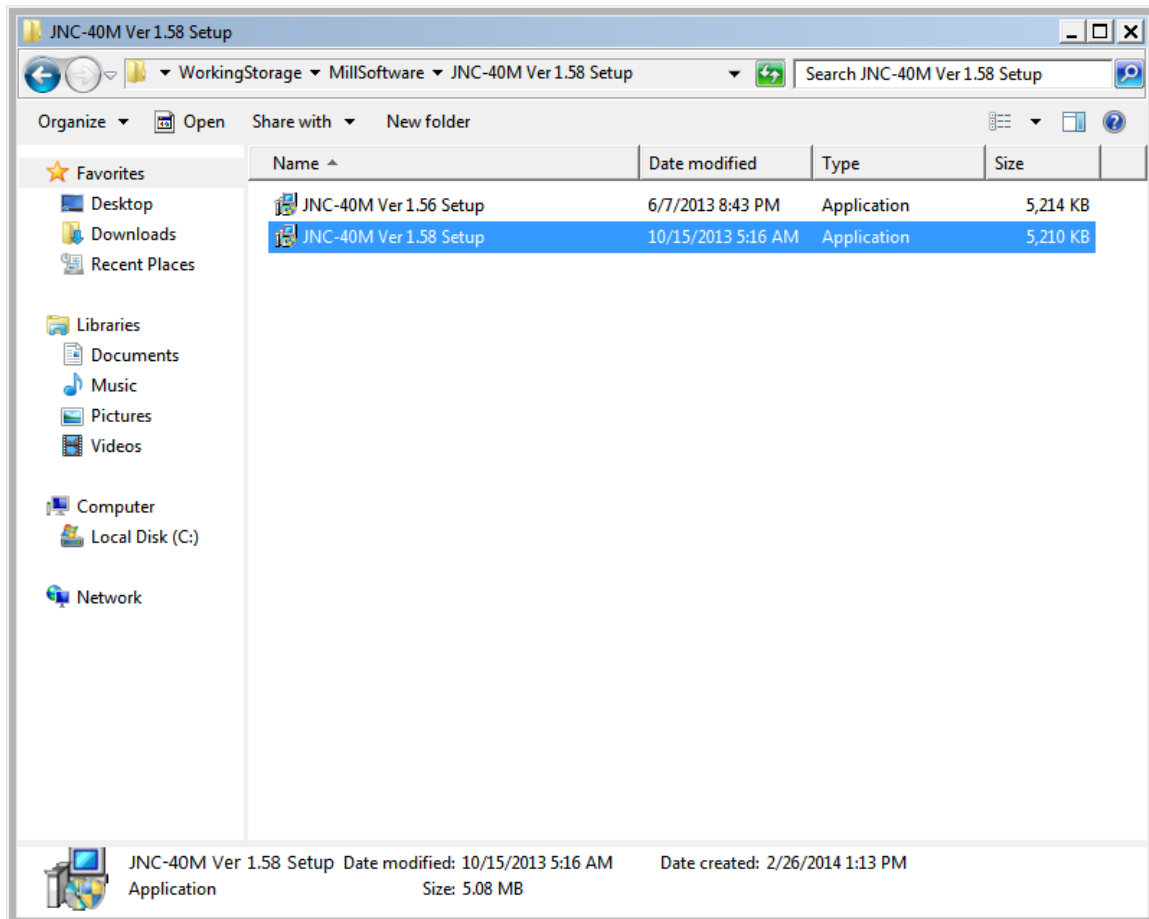 JNC-40M Ver 1.58 Setup
WorkingStorage MillSoftware JNC-40M Ver 1.58 Setup Search JNC-40M Ver 1.58 Setup
Organize Open Share with New folder
Name Date modified Type Size
Favorites
Desktop
Downloads
Recent Places
Libraries
Documents
Music
Pictures
Videos
Computer
Local Disk (C:)
Network
JNC-40M Ver 1.56 Setup 6/7/2013 8:43 PM Application 5,214 KB
JNC-40M Ver 1.58 Setup 10/15/2013 5:16 AM Application 5,210 KB
JNC-40M Ver 1.58 Setup Date modified: 10/15/2013 5:16 AM Date created: 2/26/2014 1:13 PM
Application Size: 5.08 MB